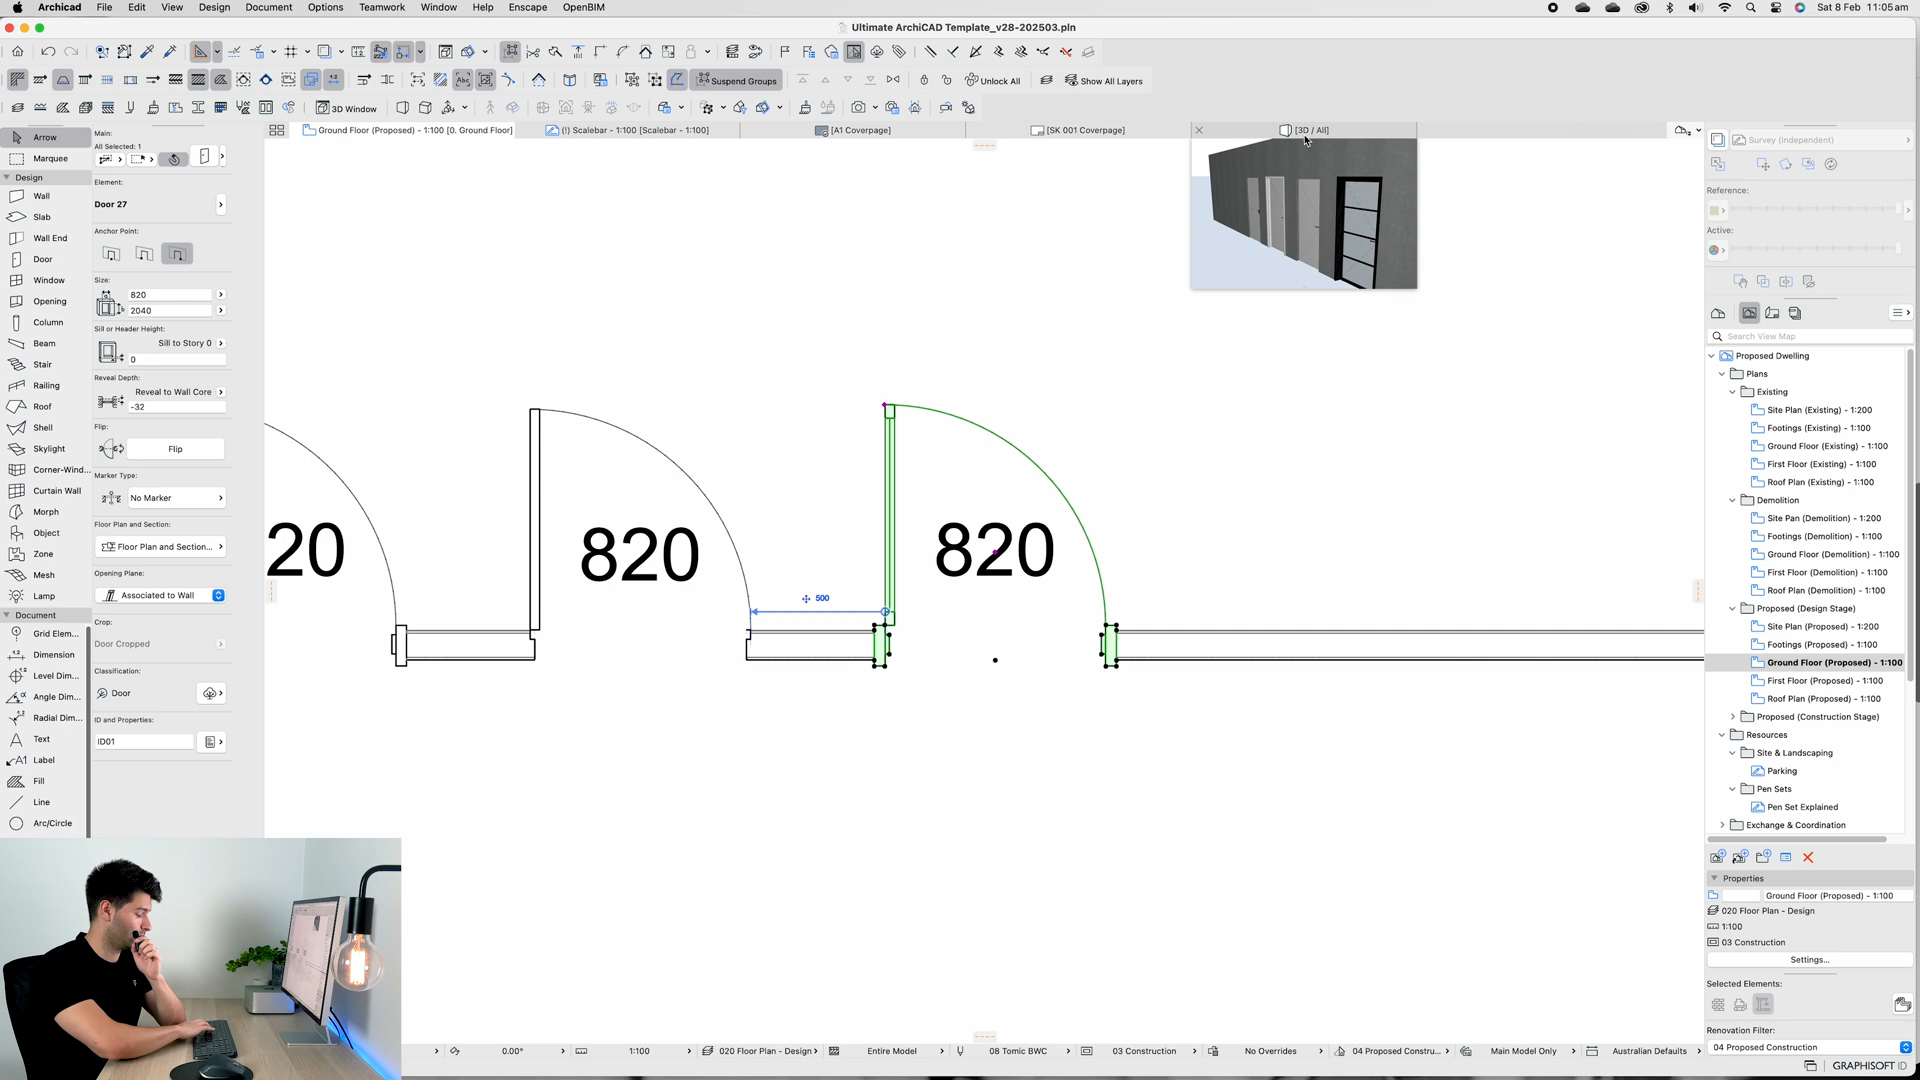 Archicad File Edit View Design Document Options Teamwork Window Help Enscape OpenBIM
Sat 8 Feb 11:05 am
Ultimate ArchiCAD Template_v28-202503.pln
Suspend Groups
Unlock All
Show All Layers
3D Window
Ground Floor (Proposed) - 1:100 [0. Ground Floor]
(!) Scalebar - 1:100 [Scalebar - 1:100]
[A1 Coverpage]
[SK 001 Coverpage]
[3D / All]
Arrow
Marquee
Design
Wall
Slab
Wall End
Door
Window
Opening
Column
Beam
Stair
Railing
Roof
Shell
Skylight
Corner-Wind...
Curtain Wall
Morph
Object
Zone
Mesh
Lamp
Document
Grid Elem...
Dimension
Level Dim...
Angle Dim...
Radial Dim...
Text
Label
Fill
Line
Arc/Circle
Main:
All Selected: 1
Element:
Door 27
Anchor Point:
Size:
820
2040
Sill or Header Height:
Sill to Story 0
0
Reveal Depth:
Reveal to Wall Core
-32
Flip:
Flip
Marker Type:
No Marker
Floor Plan and Section:
Floor Plan and Section...
Opening Plane:
Associated to Wall
Crop:
Door Cropped
Classification:
Door
ID and Properties:
ID01
20
820
820
500
Survey (Independent)
Reference:
Active:
Search View Map
Proposed Dwelling
Plans
Existing
Site Plan (Existing) - 1:200
Footings (Existing) - 1:100
Ground Floor (Existing) - 1:100
First Floor (Existing) - 1:100
Roof Plan (Existing) - 1:100
Demolition
Site Pan (Demolition) - 1:200
Footings (Demolition) - 1:100
Ground Floor (Demolition) - 1:100
First Floor (Demolition) - 1:100
Roof Plan (Demolition) - 1:100
Proposed (Design Stage)
Site Plan (Proposed) - 1:200
Footings (Proposed) - 1:100
Ground Floor (Proposed) - 1:100
First Floor (Proposed) - 1:100
Roof Plan (Proposed) - 1:100
Proposed (Construction Stage)
Resources
Site & Landscaping
Parking
Pen Sets
Pen Set Explained
Exchange & Coordination
Properties
Ground Floor (Proposed) - 1:100
020 Floor Plan - Design
1:100
03 Construction
Settings...
Selected Elements:
Renovation Filter:
04 Proposed Construction
0.00°
1:100
020 Floor Plan - Design
Entire Model
08 Tomic BWC
03 Construction
No Overrides
04 Proposed Constru...
Main Model Only
Australian Defaults
GRAPHISOFT ID